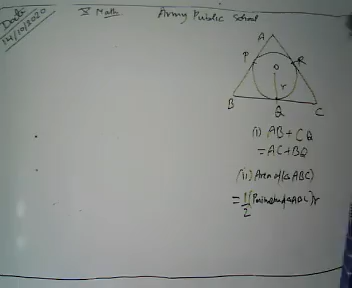 Date
14/10/2020
X Math
Army Public School
A
P
R
O
r
B
Q
C
(i) AB + CQ
= AC + BQ
(ii) Area of (△ABC)
= 1/2 (Perimeter of △ABC) r